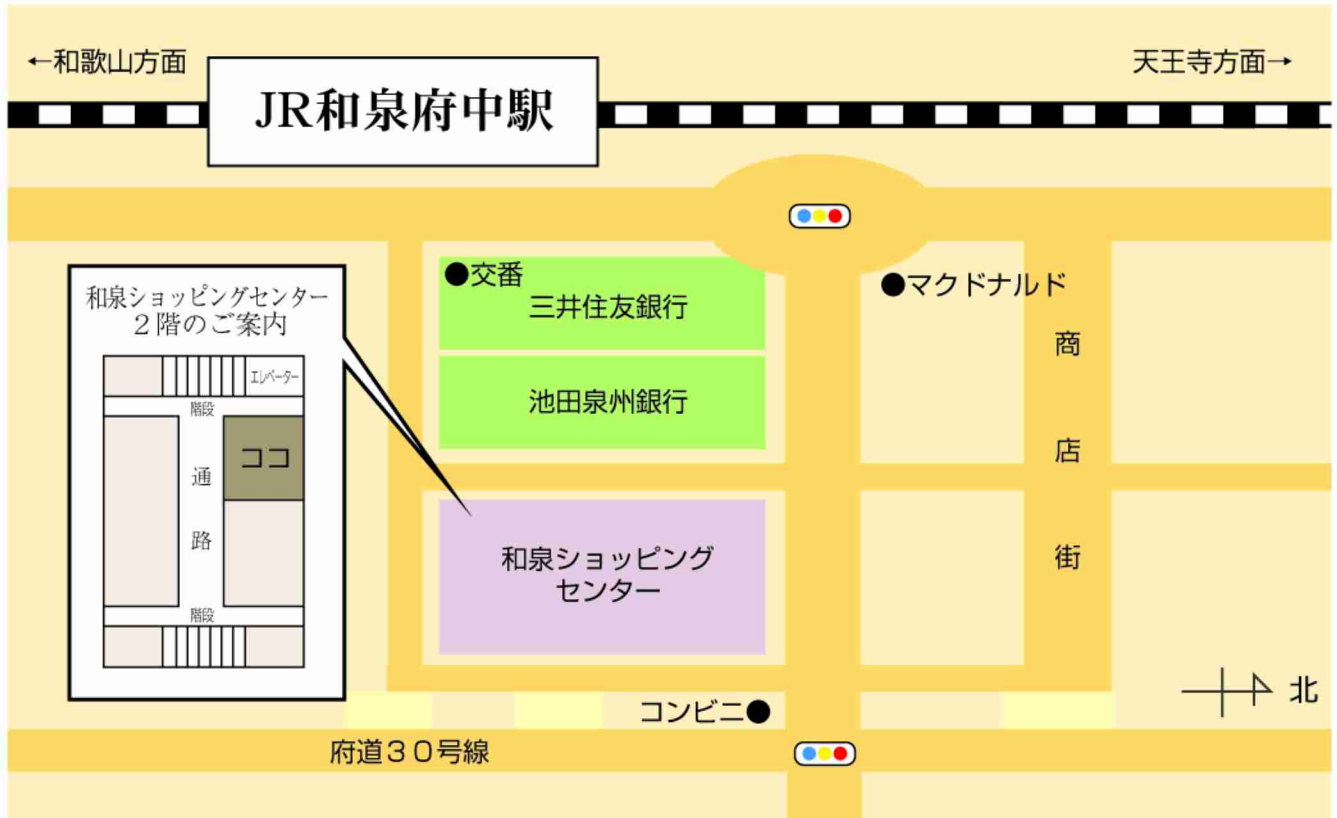 ←和歌山方面
天王寺方面→
JR和泉府中駅
●交番
三井住友銀行
池田泉州銀行
●マクドナルド
商店街
和泉ショッピングセンター
2階のご案内
エレベーター
階段
ココ
通路
階段
和泉ショッピング
センター
コンビニ●
北
府道30号線